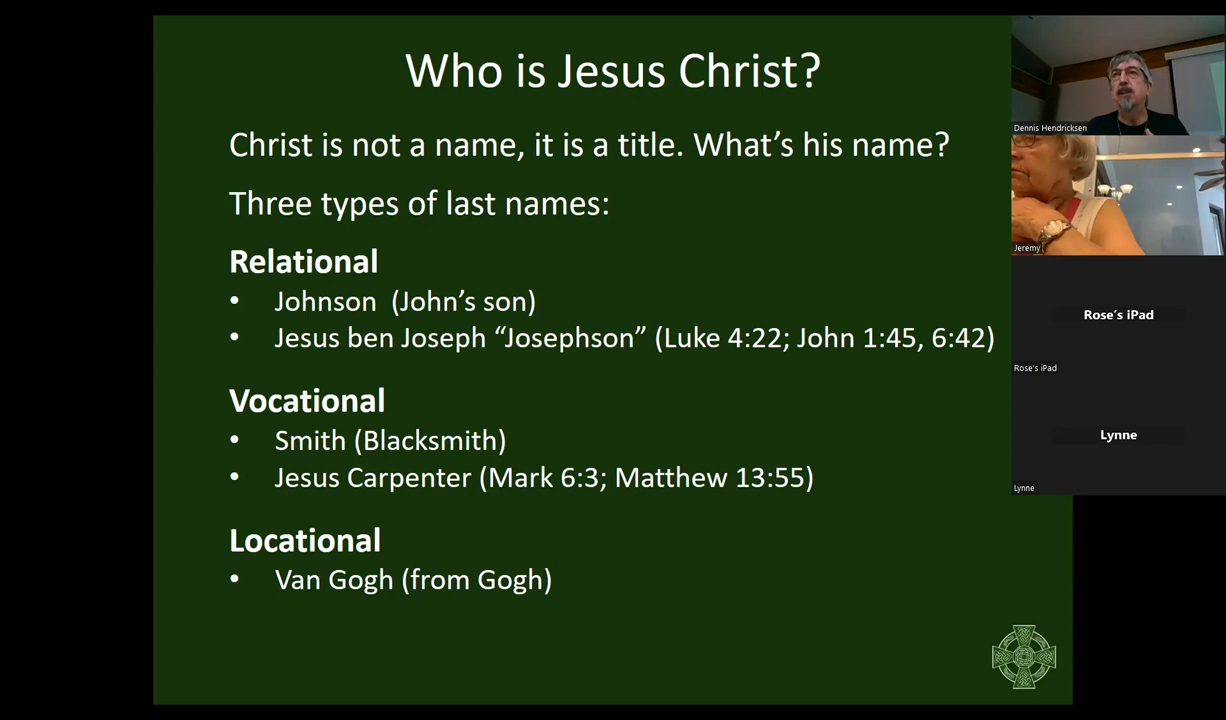 Who is Jesus Christ?
Christ is not a name, it is a title. What’s his name?
Three types of last names:
Relational
• Johnson  (John’s son)
• Jesus ben Joseph “Josephson” (Luke 4:22; John 1:45, 6:42)
Vocational
• Smith (Blacksmith)
• Jesus Carpenter (Mark 6:3; Matthew 13:55)
Locational
• Van Gogh (from Gogh)
Dennis Hendricksen
Jeremy
Rose’s iPad
Rose's iPad
Lynne
Lynne